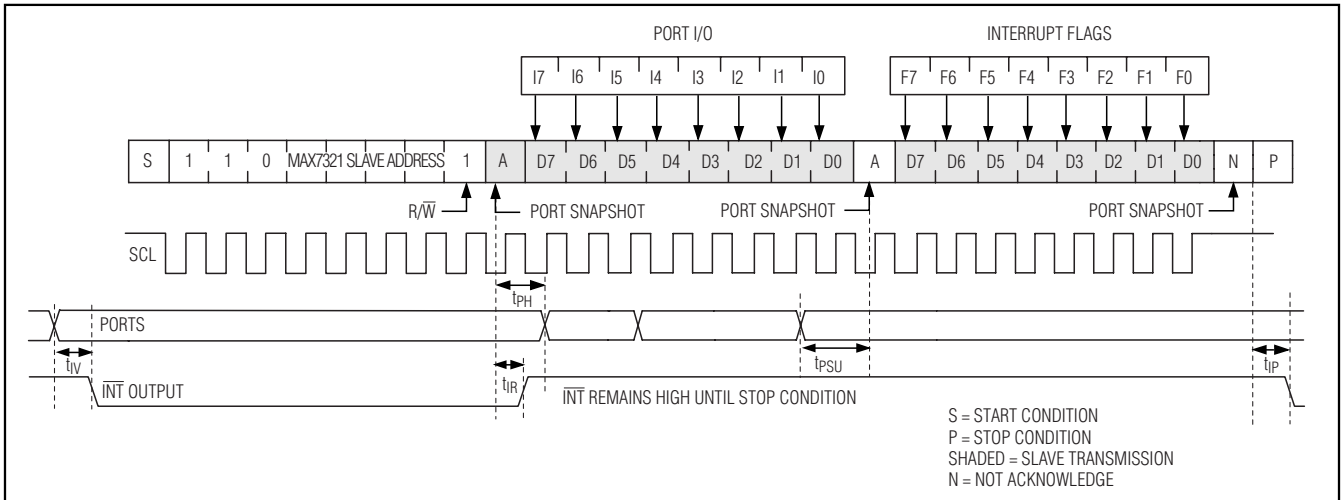 PORT I/O INTERRUPT FLAGS
I7 I6 I5 I4 I3 I2 I1 I0 F7 F6 F5 F4 F3 F2 F1 F0
S 1 1 0 MAX7321 SLAVE ADDRESS 1 A D7 D6 D5 D4 D3 D2 D1 D0 A D7 D6 D5 D4 D3 D2 D1 D0 N P
R/W̅ PORT SNAPSHOT PORT SNAPSHOT PORT SNAPSHOT
SCL
tPH
PORTS
tIV tIR tPSU tIP
I̅N̅T̅ OUTPUT I̅N̅T̅ REMAINS HIGH UNTIL STOP CONDITION
S = START CONDITION
P = STOP CONDITION
SHADED = SLAVE TRANSMISSION
N = NOT ACKNOWLEDGE